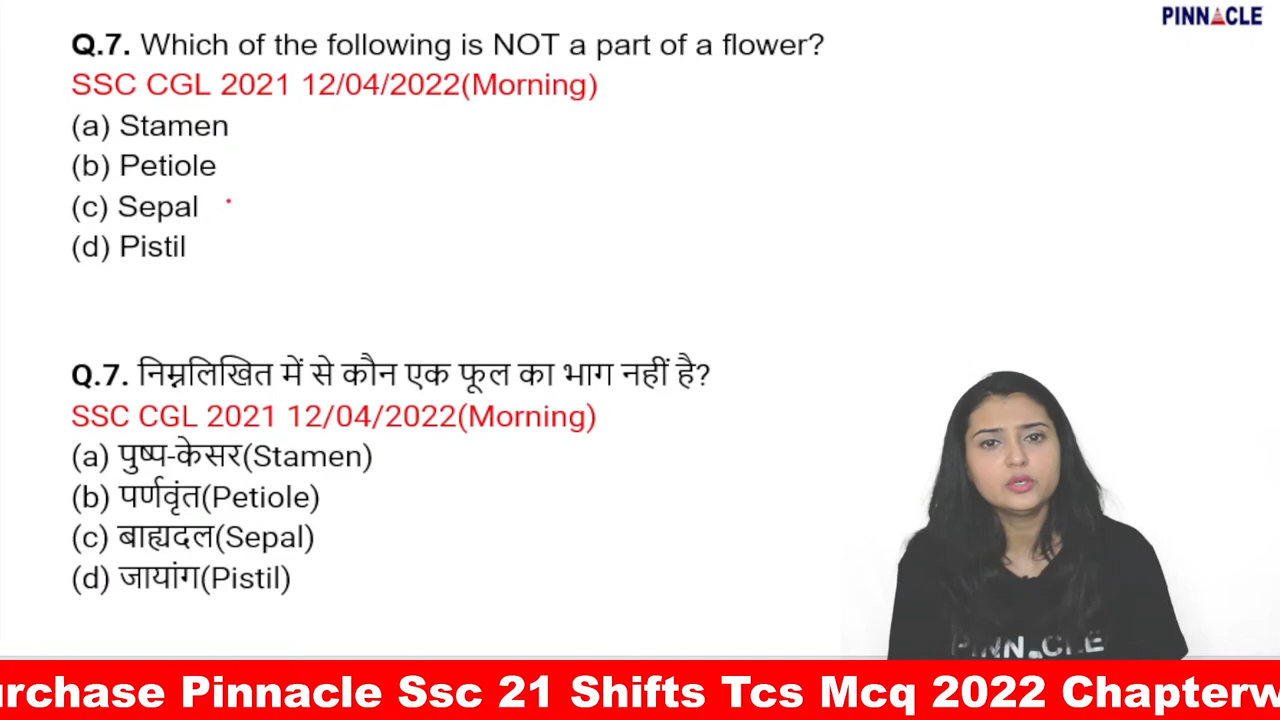 PINNACLE
Q.7. Which of the following is NOT a part of a flower?
SSC CGL 2021 12/04/2022(Morning)
(a) Stamen
(b) Petiole
(c) Sepal
(d) Pistil
Q.7. निम्नलिखित में से कौन एक फूल का भाग नहीं है?
SSC CGL 2021 12/04/2022(Morning)
(a) पुष्प-केसर(Stamen)
(b) पर्णवृंत(Petiole)
(c) बाह्यदल(Sepal)
(d) जायांग(Pistil)
PINNACLE
urchase Pinnacle Ssc 21 Shifts Tcs Mcq 2022 Chapterw